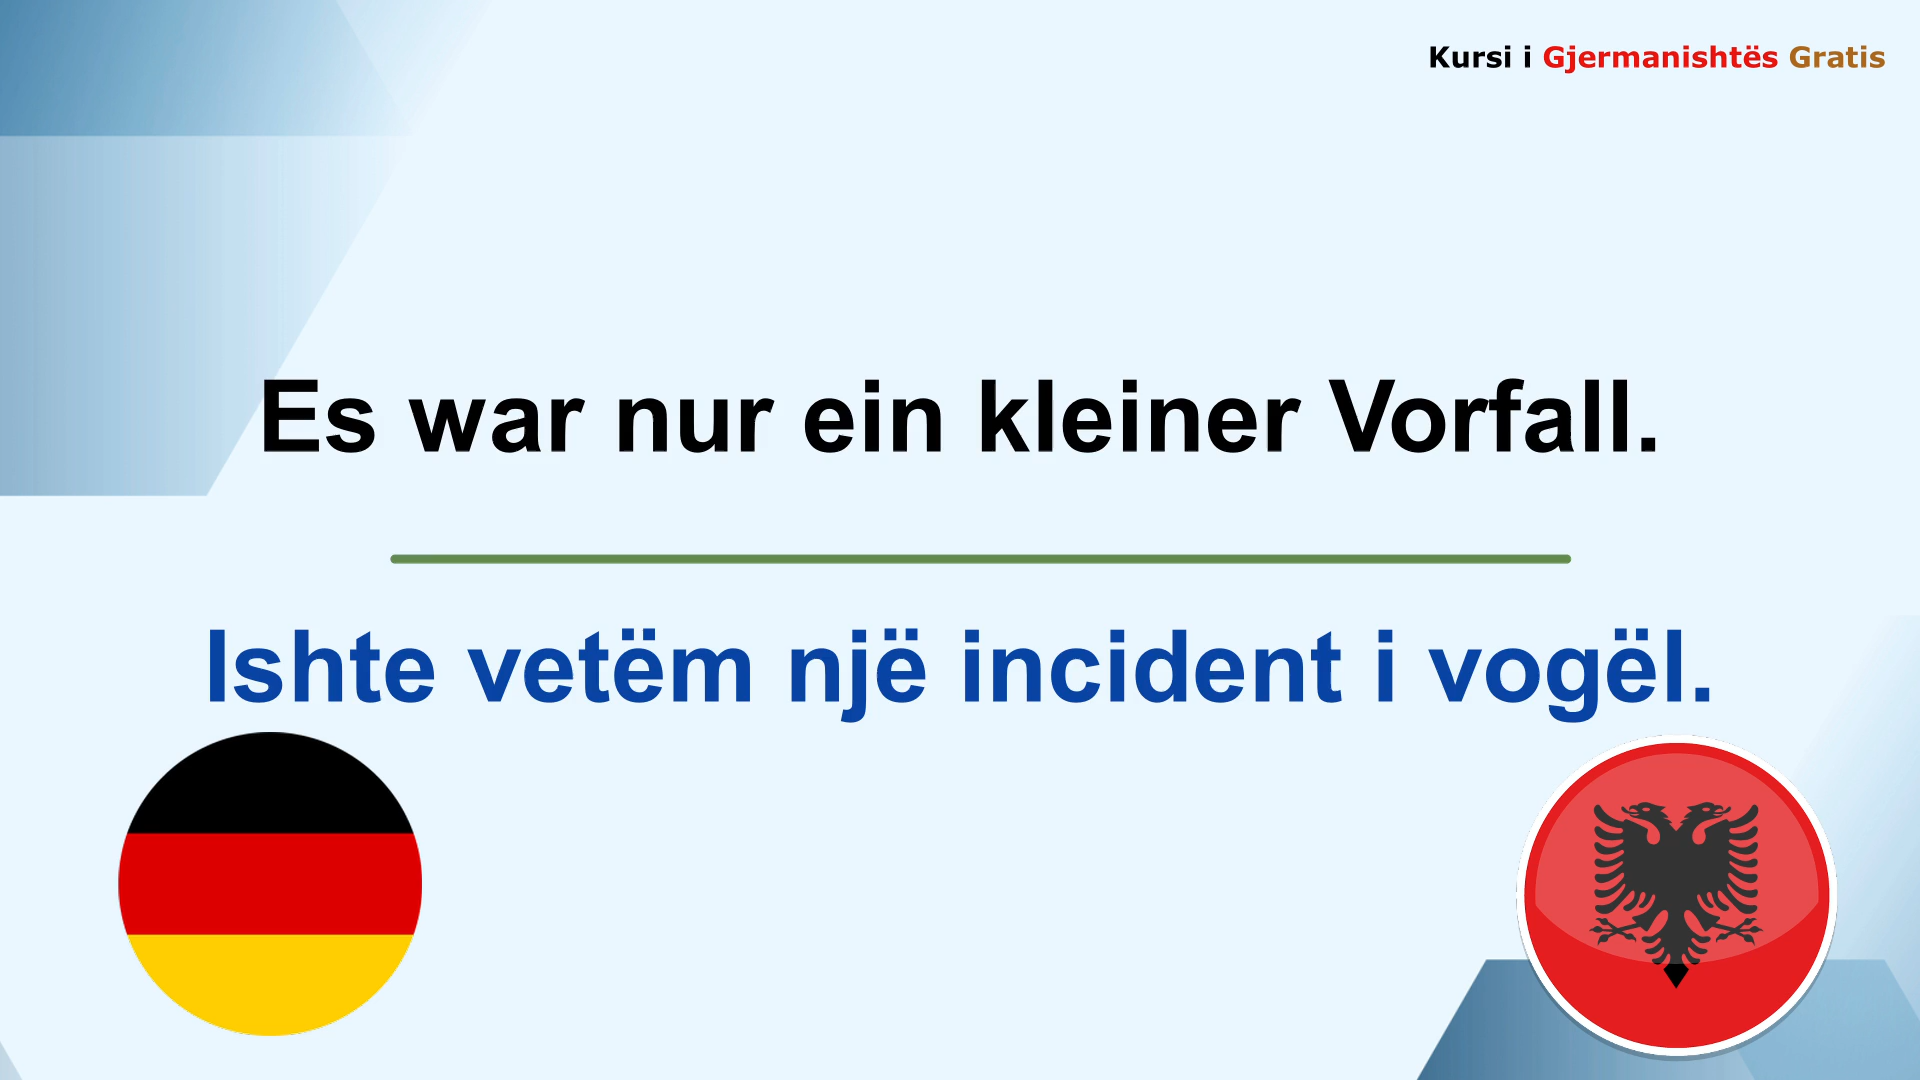 Kursi i Gjermanishtës Gratis
Es war nur ein kleiner Vorfall.
Ishte vetëm një incident i vogël.